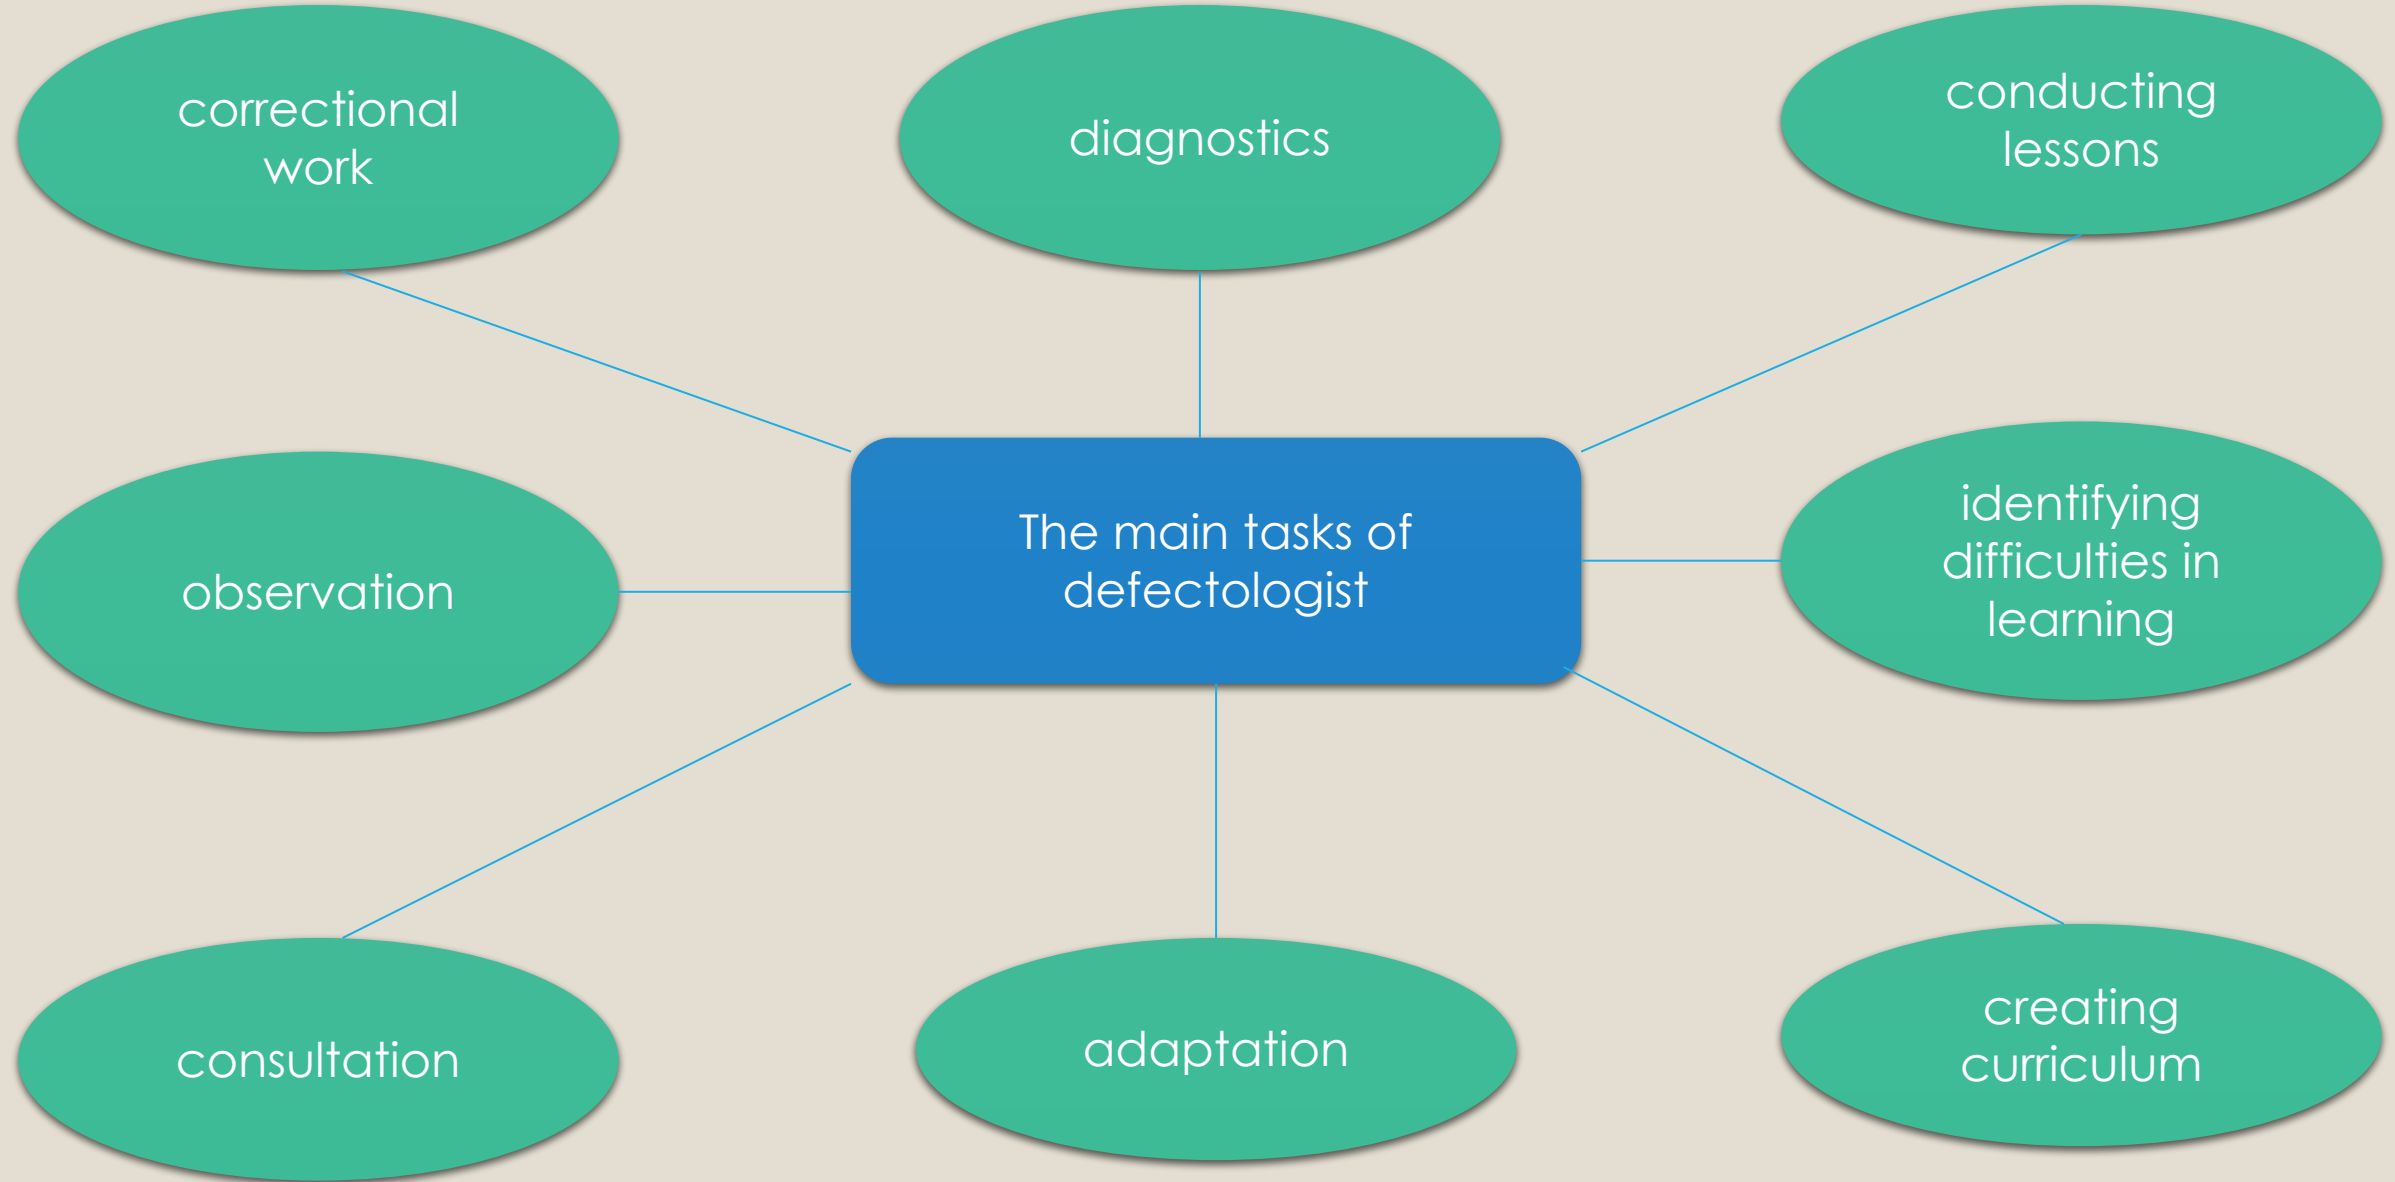 correctional
work
diagnostics
conducting
lessons
observation
The main tasks of
defectologist
identifying
difficulties in
learning
consultation
adaptation
creating
curriculum